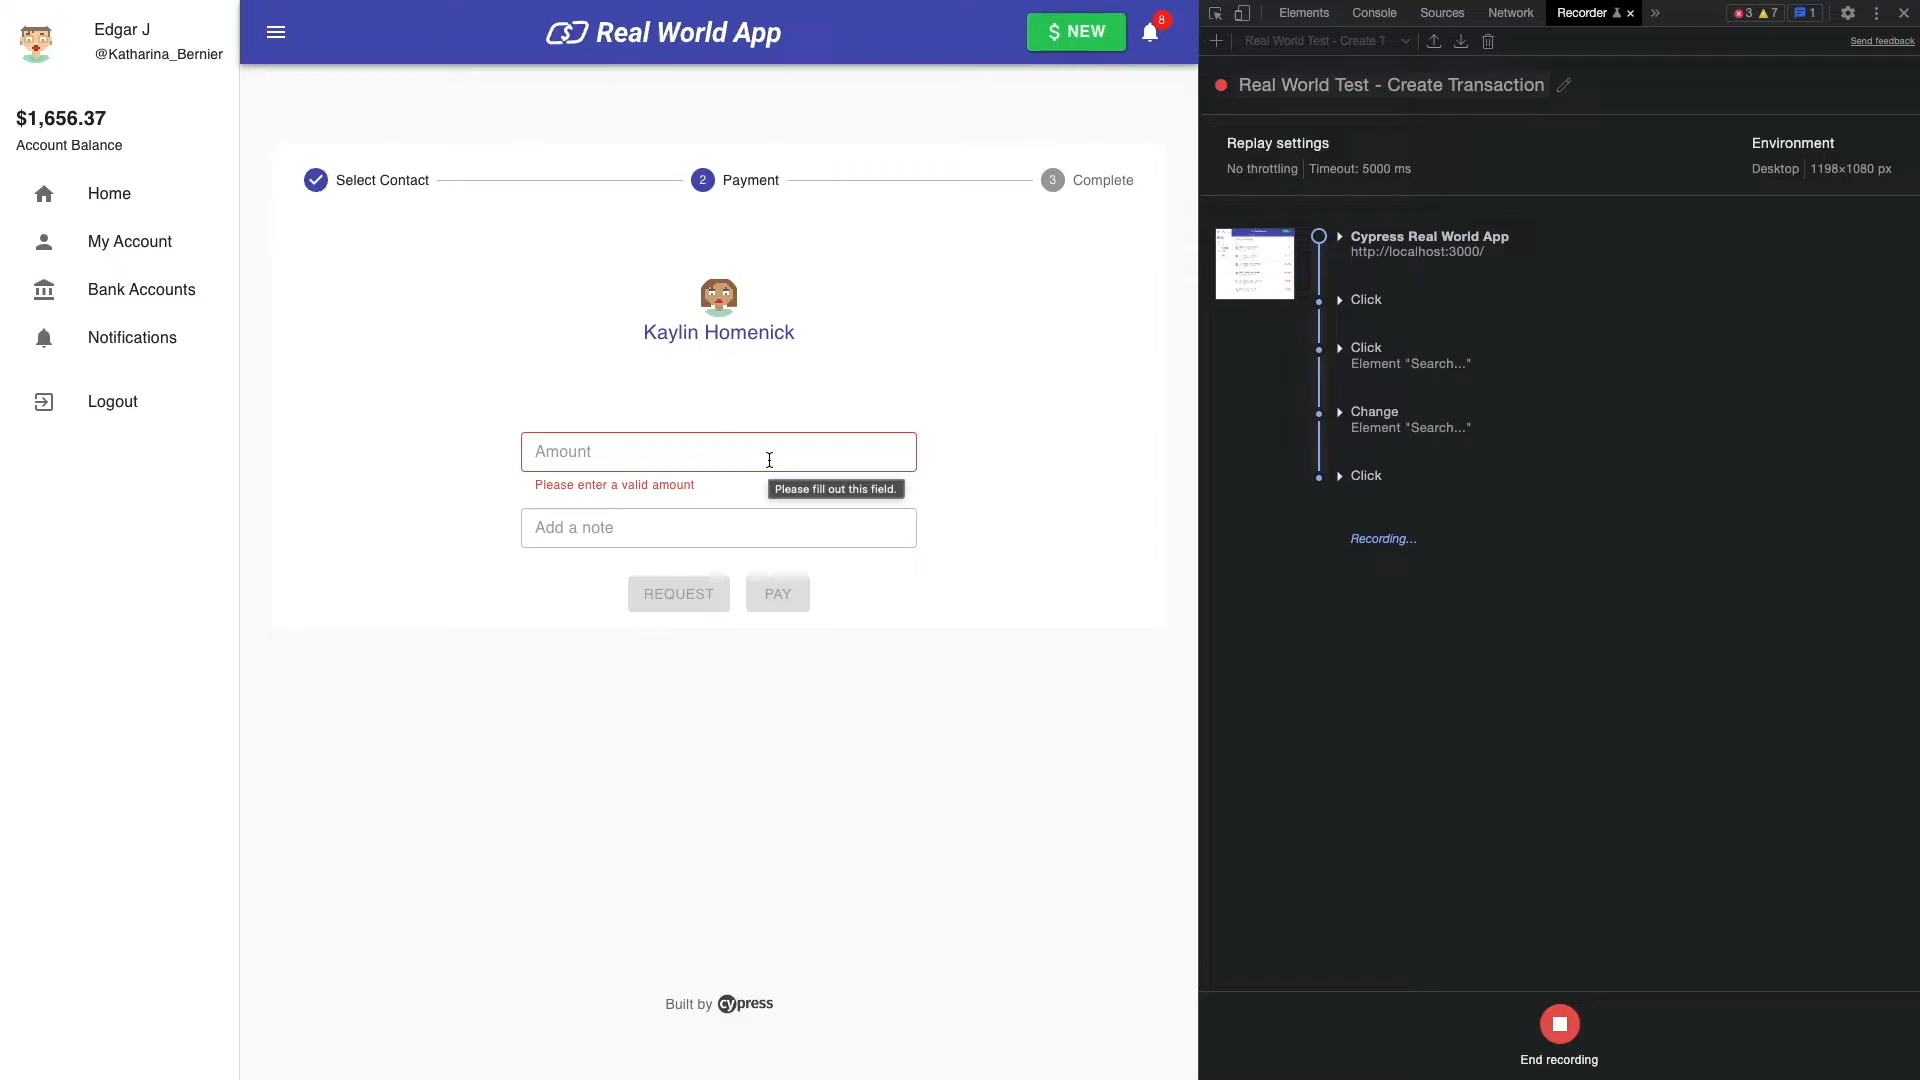 Edgar J
@Katharina_Bernier
$1,656.37
Account Balance
Home
My Account
Bank Accounts
Notifications
Logout
Real World App
$ NEW
8
Select Contact
2 Payment
3 Complete
Kaylin Homenick
Amount
Please enter a valid amount
Please fill out this field.
Add a note
REQUEST PAY
Built by cypress
Elements Console Sources Network Recorder 3 7 1
Real World Test - Create T
Send feedback
Real World Test - Create Transaction
Replay settings
No throttling Timeout: 5000 ms
Environment
Desktop 1198×1080 px
Cypress Real World App
http://localhost:3000/
Click
Click
Element "Search..."
Change
Element "Search..."
Click
Recording...
End recording